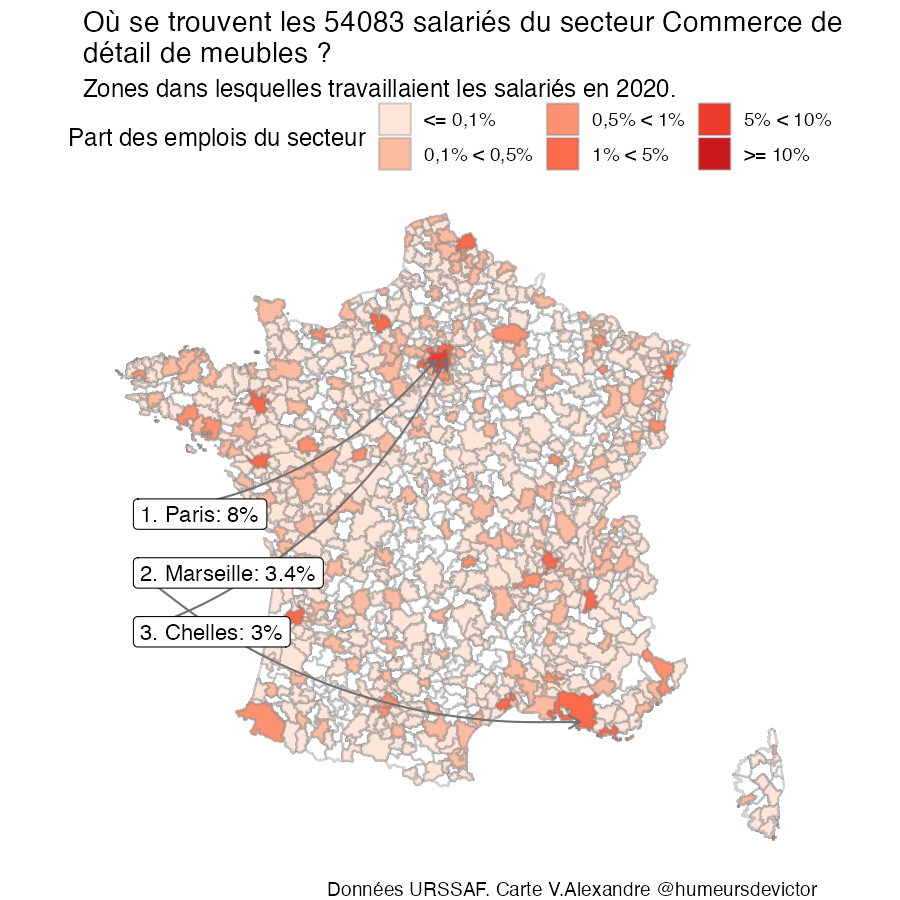 Où se trouvent les 54083 salariés du secteur Commerce de
détail de meubles ?
Zones dans lesquelles travaillaient les salariés en 2020.
Part des emplois du secteur
<= 0,1%
0,1% < 0,5%
0,5% < 1%
1% < 5%
5% < 10%
>= 10%
1. Paris: 8%
2. Marseille: 3.4%
3. Chelles: 3%
Données URSSAF. Carte V.Alexandre @humeursdevictor